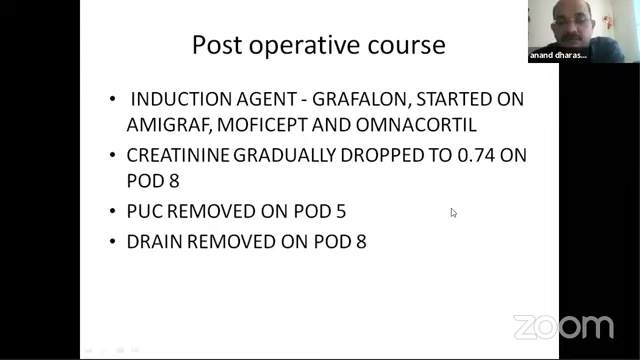 anand dharas...
Post operative course
• INDUCTION AGENT - GRAFALON, STARTED ON
AMIGRAF, MOFICEPT AND OMNACORTIL
• CREATININE GRADUALLY DROPPED TO 0.74 ON
POD 8
• PUC REMOVED ON POD 5
• DRAIN REMOVED ON POD 8
zoom